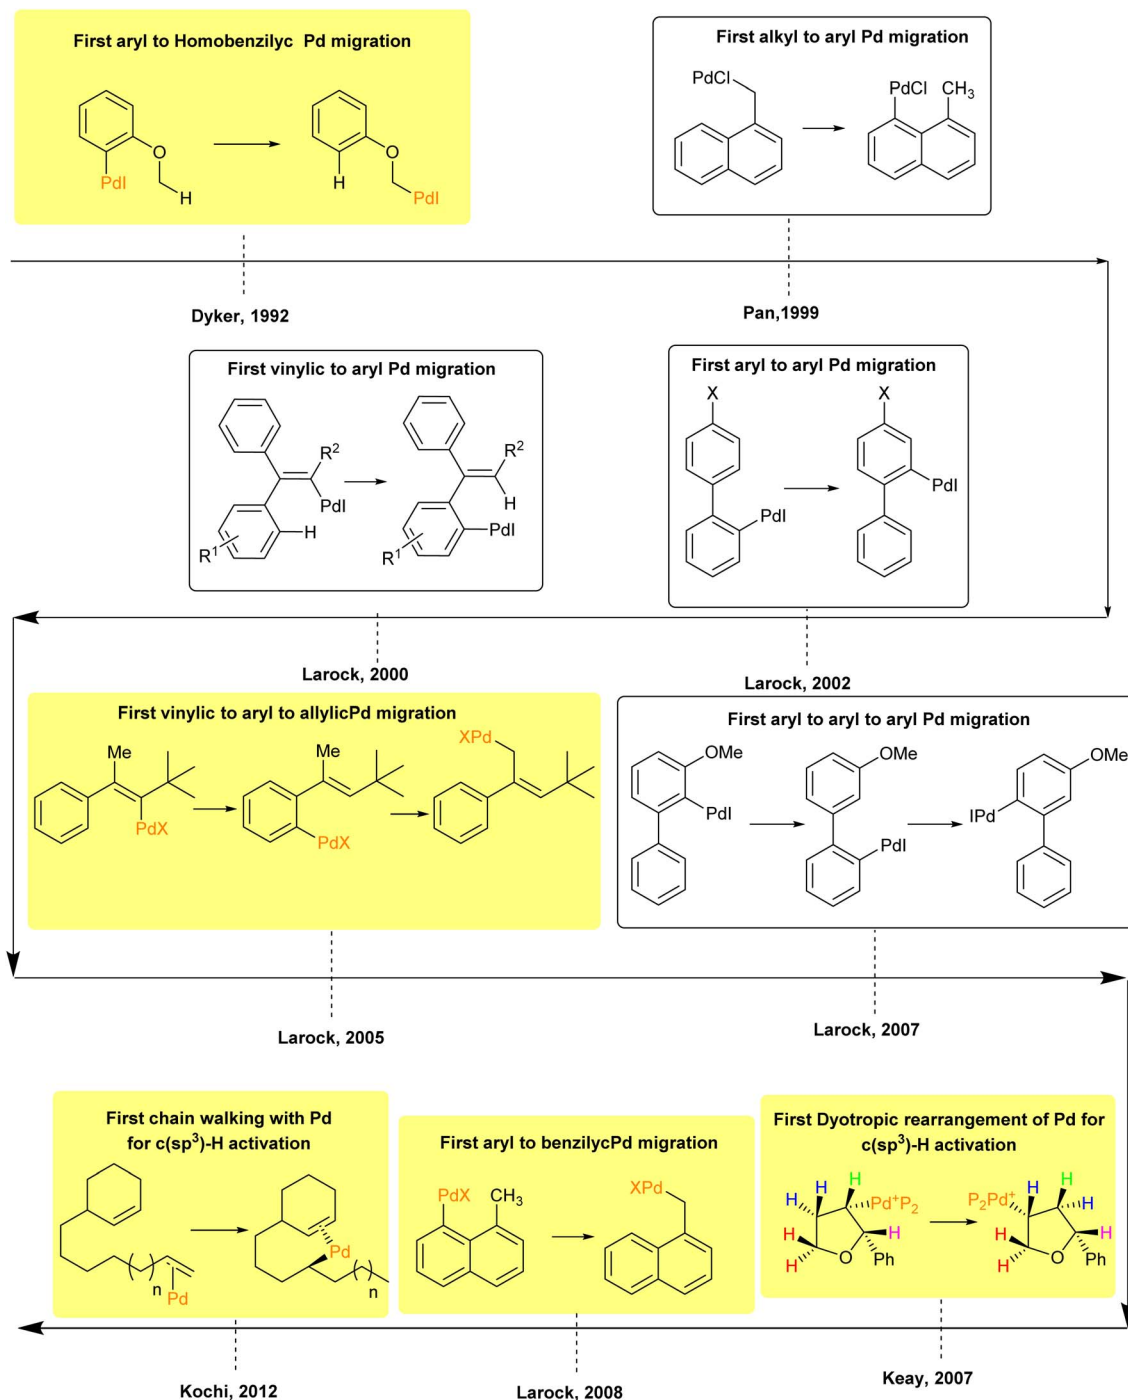 First aryl to Homobenzilyc Pd migration
O
PdI
H
H
O
PdI
Dyker, 1992
First alkyl to aryl Pd migration
PdCl
PdCl
CH3
Pan,1999
First vinylic to aryl Pd migration
R2
PdI
H
R1
R2
H
PdI
R1
Larock, 2000
First aryl to aryl Pd migration
X
PdI
X
PdI
Larock, 2002
First vinylic to aryl to allylicPd migration
Me
PdX
Me
PdX
XPd
Larock, 2005
First aryl to aryl to aryl Pd migration
OMe
PdI
OMe
PdI
OMe
IPd
Larock, 2007
First chain walking with Pd
for c(sp3)-H activation
n
Pd
Pd
n
Kochi, 2012
First aryl to benzilycPd migration
PdX
CH3
XPd
Larock, 2008
First Dyotropic rearrangement of Pd for
c(sp3)-H activation
H
H
H
Pd+P2
H
H
H
O
Ph
P2Pd+
H
H
H
H
H
H
O
Ph
Keay, 2007